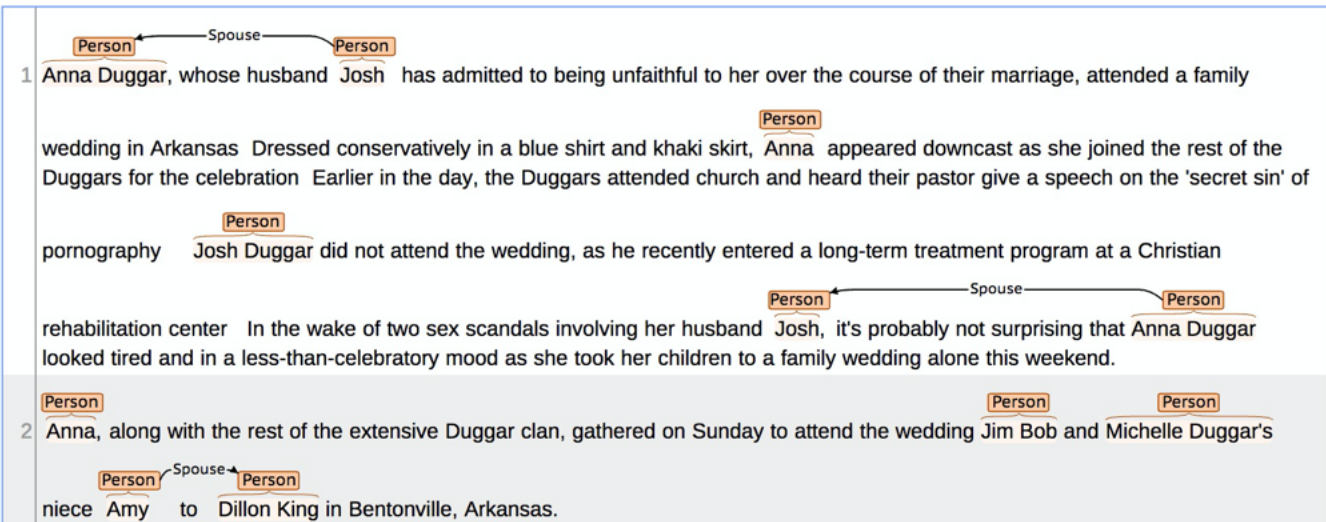 Person Spouse Person
1 Anna Duggar, whose husband Josh has admitted to being unfaithful to her over the course of their marriage, attended a family
Person
wedding in Arkansas Dressed conservatively in a blue shirt and khaki skirt, Anna appeared downcast as she joined the rest of the
Duggars for the celebration Earlier in the day, the Duggars attended church and heard their pastor give a speech on the 'secret sin' of
Person
pornography Josh Duggar did not attend the wedding, as he recently entered a long-term treatment program at a Christian
Person Spouse Person
rehabilitation center In the wake of two sex scandals involving her husband Josh, it's probably not surprising that Anna Duggar
looked tired and in a less-than-celebratory mood as she took her children to a family wedding alone this weekend.
Person Person Person
2 Anna, along with the rest of the extensive Duggar clan, gathered on Sunday to attend the wedding Jim Bob and Michelle Duggar's
Person Spouse Person
niece Amy to Dillon King in Bentonville, Arkansas.